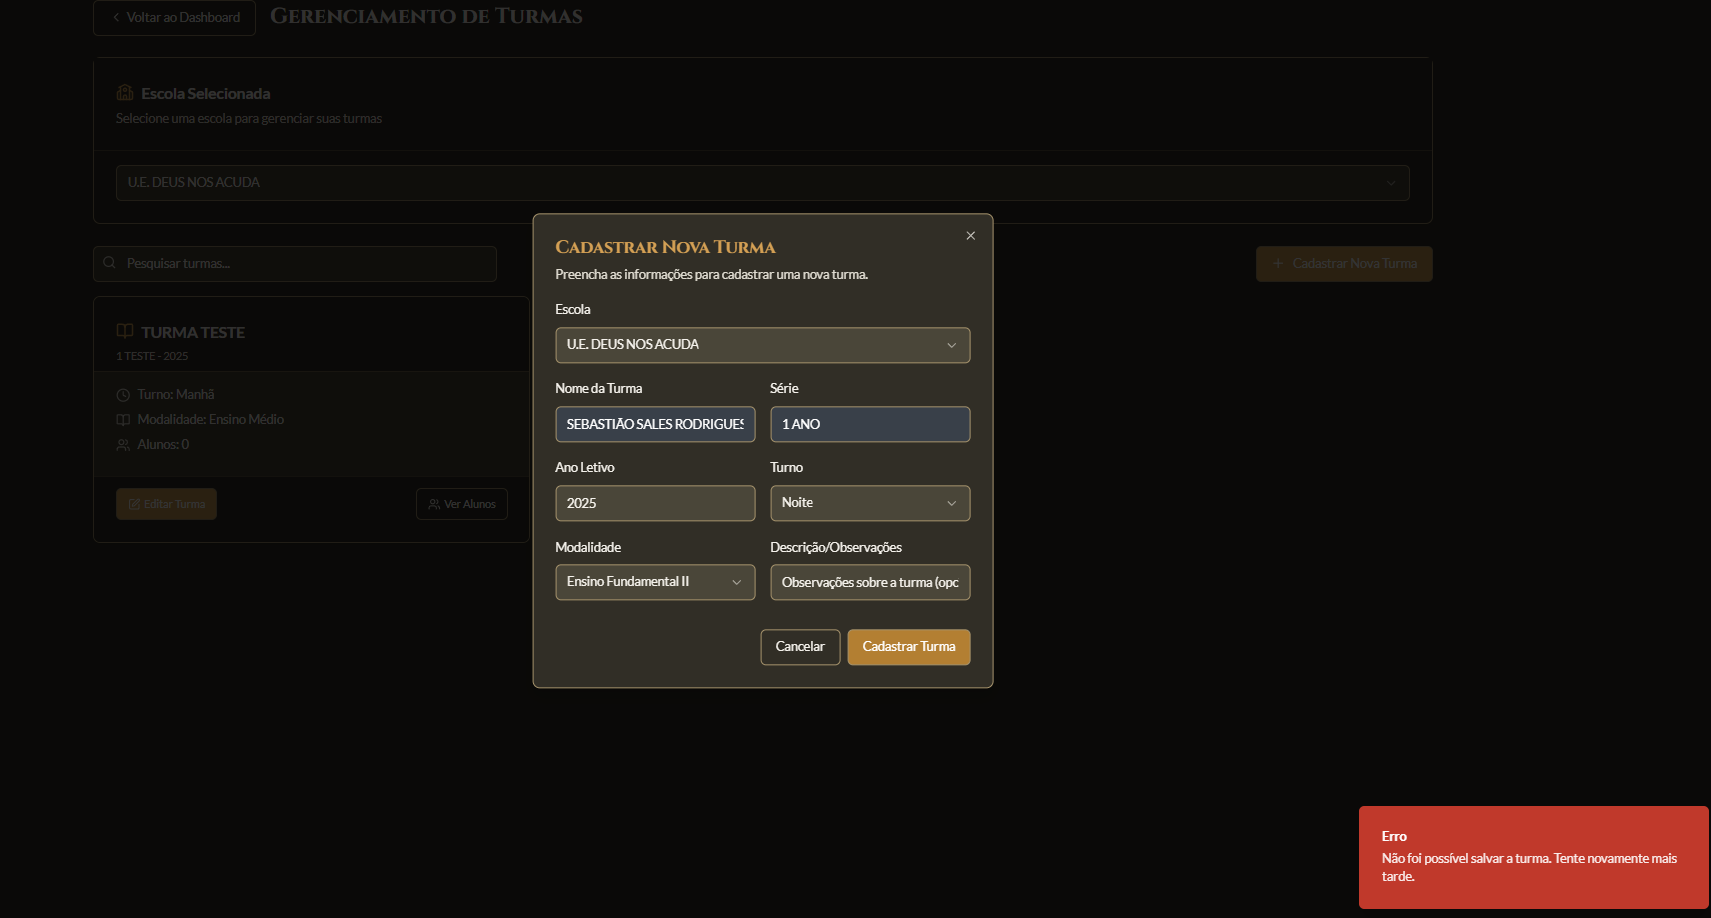 Voltar ao Dashboard
Gerenciamento de Turmas
Escola Selecionada
Selecione uma escola para gerenciar suas turmas
U.E. DEUS NOS ACUDA
Pesquisar turmas...
Cadastrar Nova Turma
TURMA TESTE
1 TESTE - 2025
Turno: Manhã
Modalidade: Ensino Médio
Alunos: 0
Editar Turma
Ver Alunos
Cadastrar Nova Turma
Preencha as informações para cadastrar uma nova turma.
Escola
U.E. DEUS NOS ACUDA
Nome da Turma
Série
SEBASTIÃO SALES RODRIGUES
1 ANO
Ano Letivo
Turno
2025
Noite
Modalidade
Descrição/Observações
Ensino Fundamental II
Observações sobre a turma (opc
Cancelar
Cadastrar Turma
Erro
Não foi possível salvar a turma. Tente novamente mais
tarde.